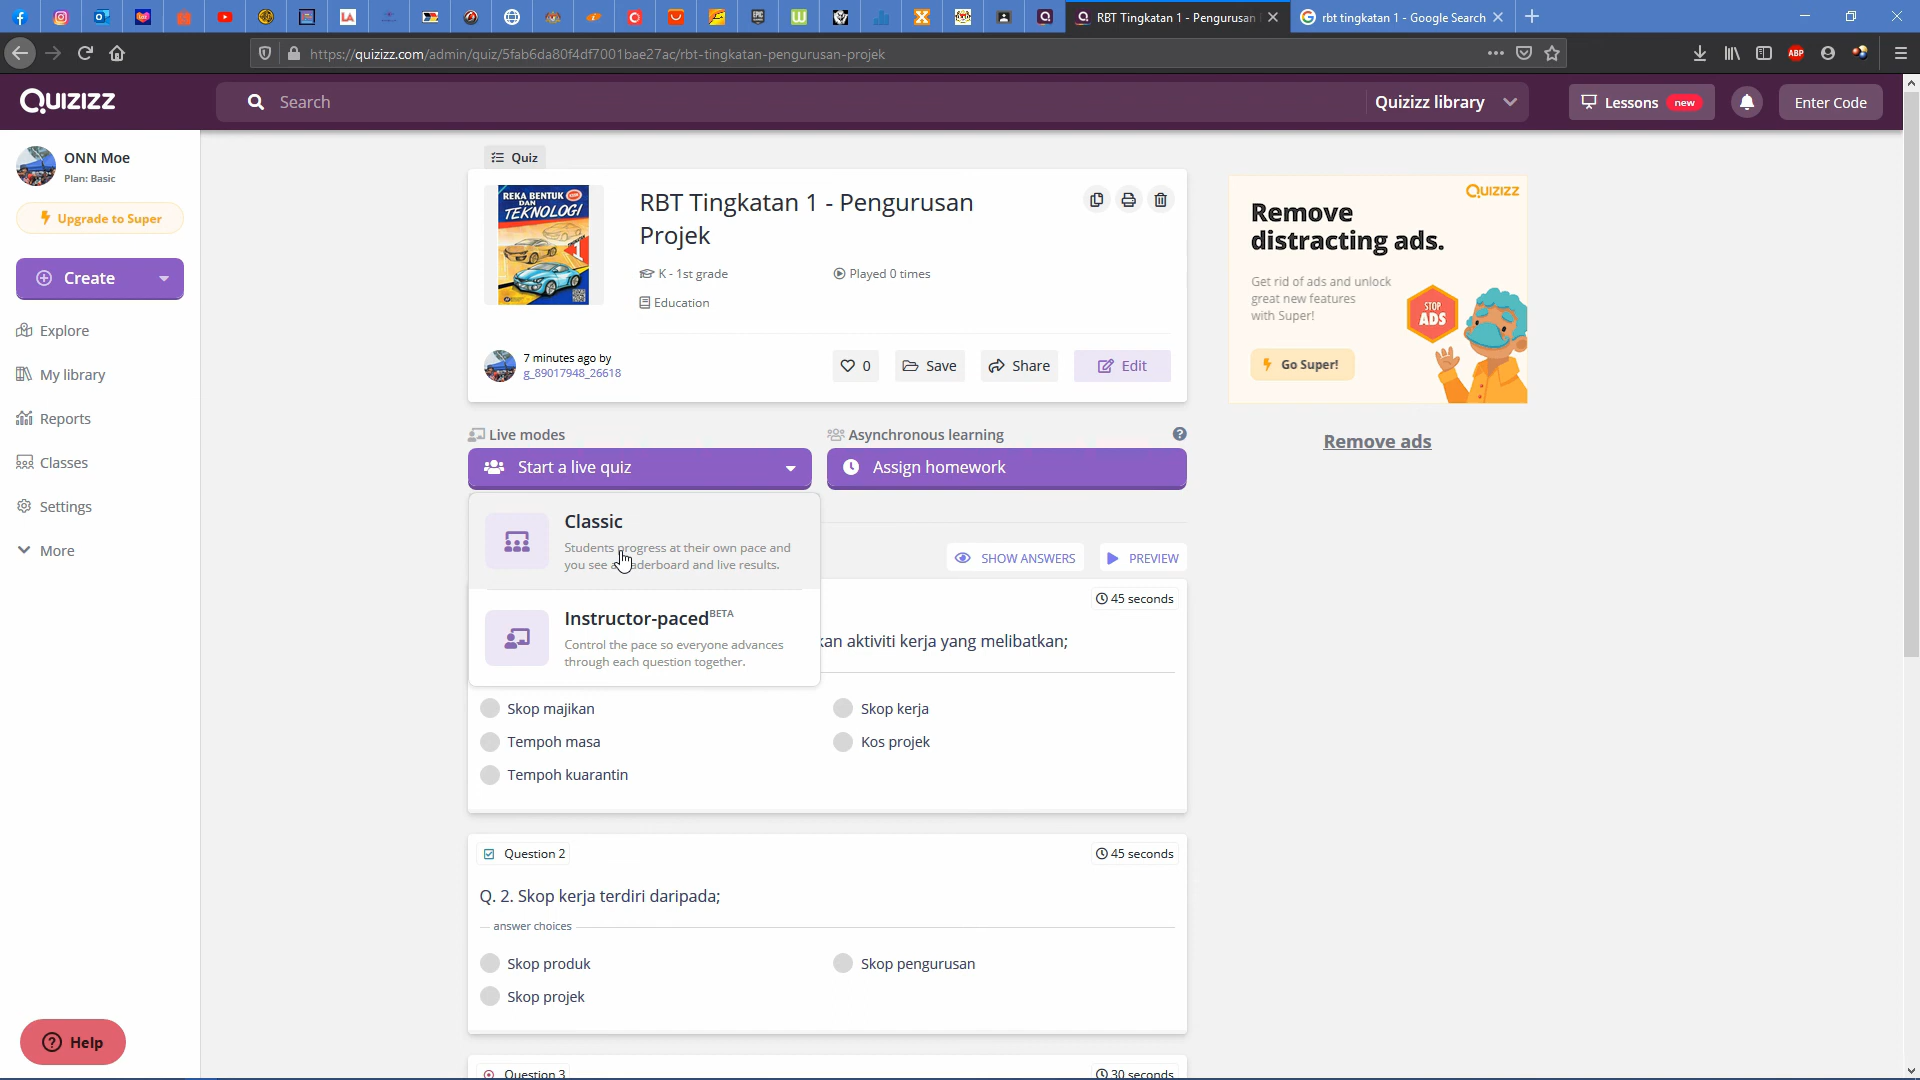 RBT Tingkatan 1 - Pengurusan
rbt tingkatan 1 - Google Search
https://quizizz.com/admin/quiz/5fab6da80f4df7001bae27ac/rbt-tingkatan-pengurusan-projek
ABP
QUIZIZZ
Search
Quizizz library
Lessons new
Enter Code
ONN Moe
Plan: Basic
Upgrade to Super
Create
Explore
My library
Reports
Classes
Settings
More
Help
Quiz
REKA BENTUK
DAN
TEKNOLOGI
1
RBT Tingkatan 1 - Pengurusan
Projek
K - 1st grade
Played 0 times
Education
7 minutes ago by
g_89017948_26618
0
Save
Share
Edit
Live modes
Asynchronous learning
Start a live quiz
Assign homework
Classic
Students progress at their own pace and
you see a leaderboard and live results.
Instructor-paced BETA
Control the pace so everyone advances
through each question together.
SHOW ANSWERS
PREVIEW
45 seconds
kan aktiviti kerja yang melibatkan;
Skop majikan
Skop kerja
Tempoh masa
Kos projek
Tempoh kuarantin
Question 2
45 seconds
Q. 2. Skop kerja terdiri daripada;
answer choices
Skop produk
Skop pengurusan
Skop projek
Question 3
30 seconds
QUIZIZZ
Remove
distracting ads.
Get rid of ads and unlock
great new features
with Super!
STOP
ADS
Go Super!
Remove ads